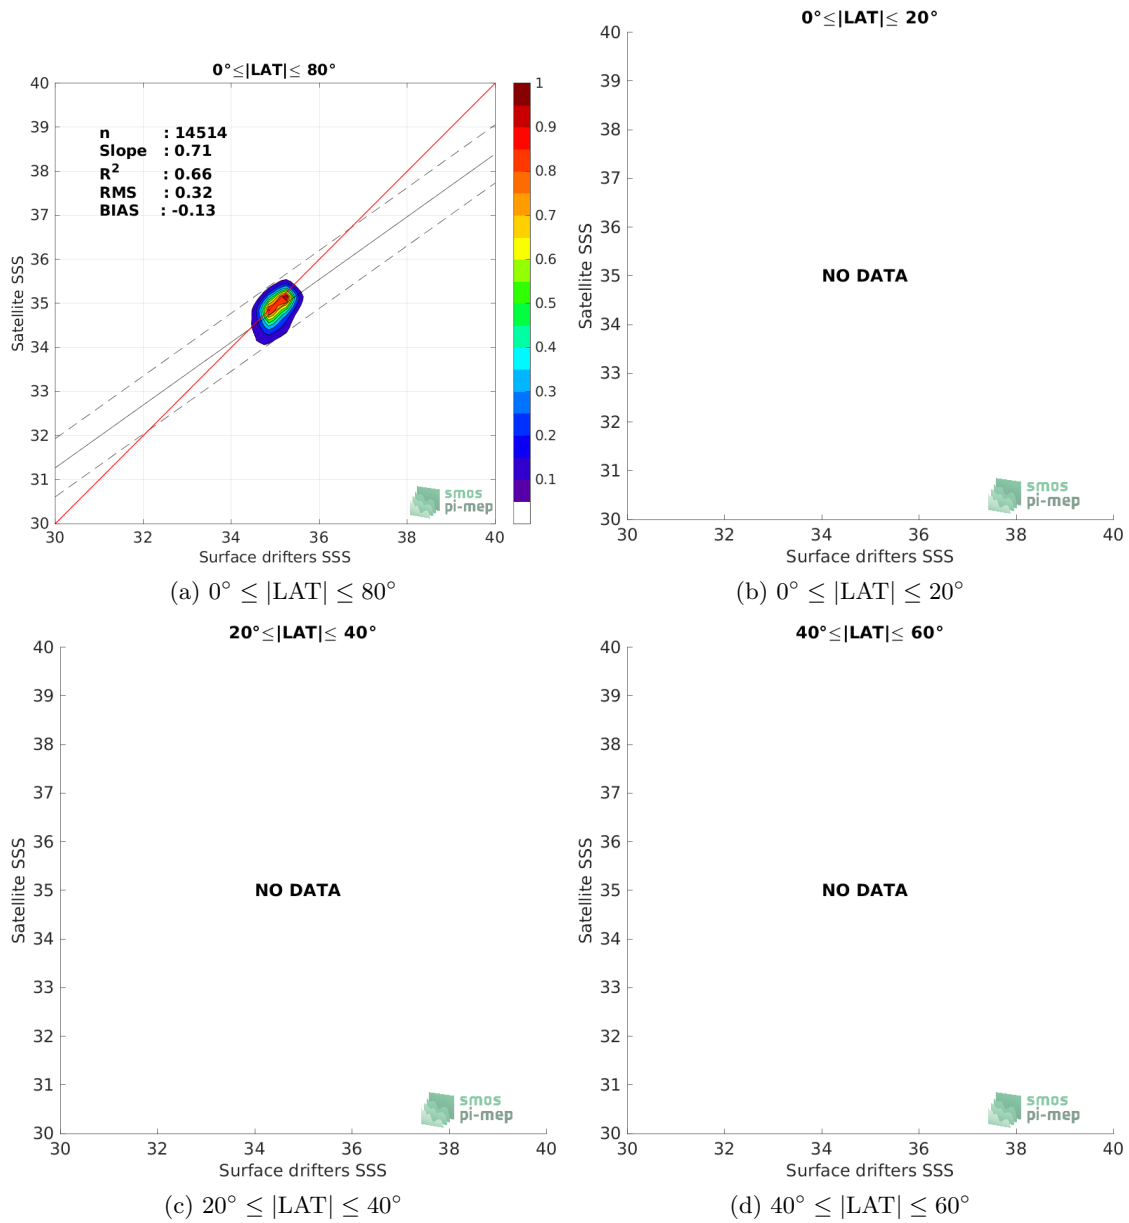 0°≤|LAT|≤ 80°
40
39
38
37
36
35
34
33
32
31
30
Satellite SSS
n : 14514
Slope : 0.71
R² : 0.66
RMS : 0.32
BIAS : -0.13
smos
pi-mep
30 32 34 36 38 40
Surface drifters SSS
1
0.9
0.8
0.7
0.6
0.5
0.4
0.3
0.2
0.1
(a) 0° ≤ |LAT| ≤ 80°
0°≤|LAT|≤ 20°
40
39
38
37
36
35
34
33
32
31
30
Satellite SSS
NO DATA
smos
pi-mep
30 32 34 36 38 40
Surface drifters SSS
(b) 0° ≤ |LAT| ≤ 20°
20°≤|LAT|≤ 40°
40
39
38
37
36
35
34
33
32
31
30
Satellite SSS
NO DATA
smos
pi-mep
30 32 34 36 38 40
Surface drifters SSS
(c) 20° ≤ |LAT| ≤ 40°
40°≤|LAT|≤ 60°
40
39
38
37
36
35
34
33
32
31
30
Satellite SSS
NO DATA
smos
pi-mep
30 32 34 36 38 40
Surface drifters SSS
(d) 40° ≤ |LAT| ≤ 60°